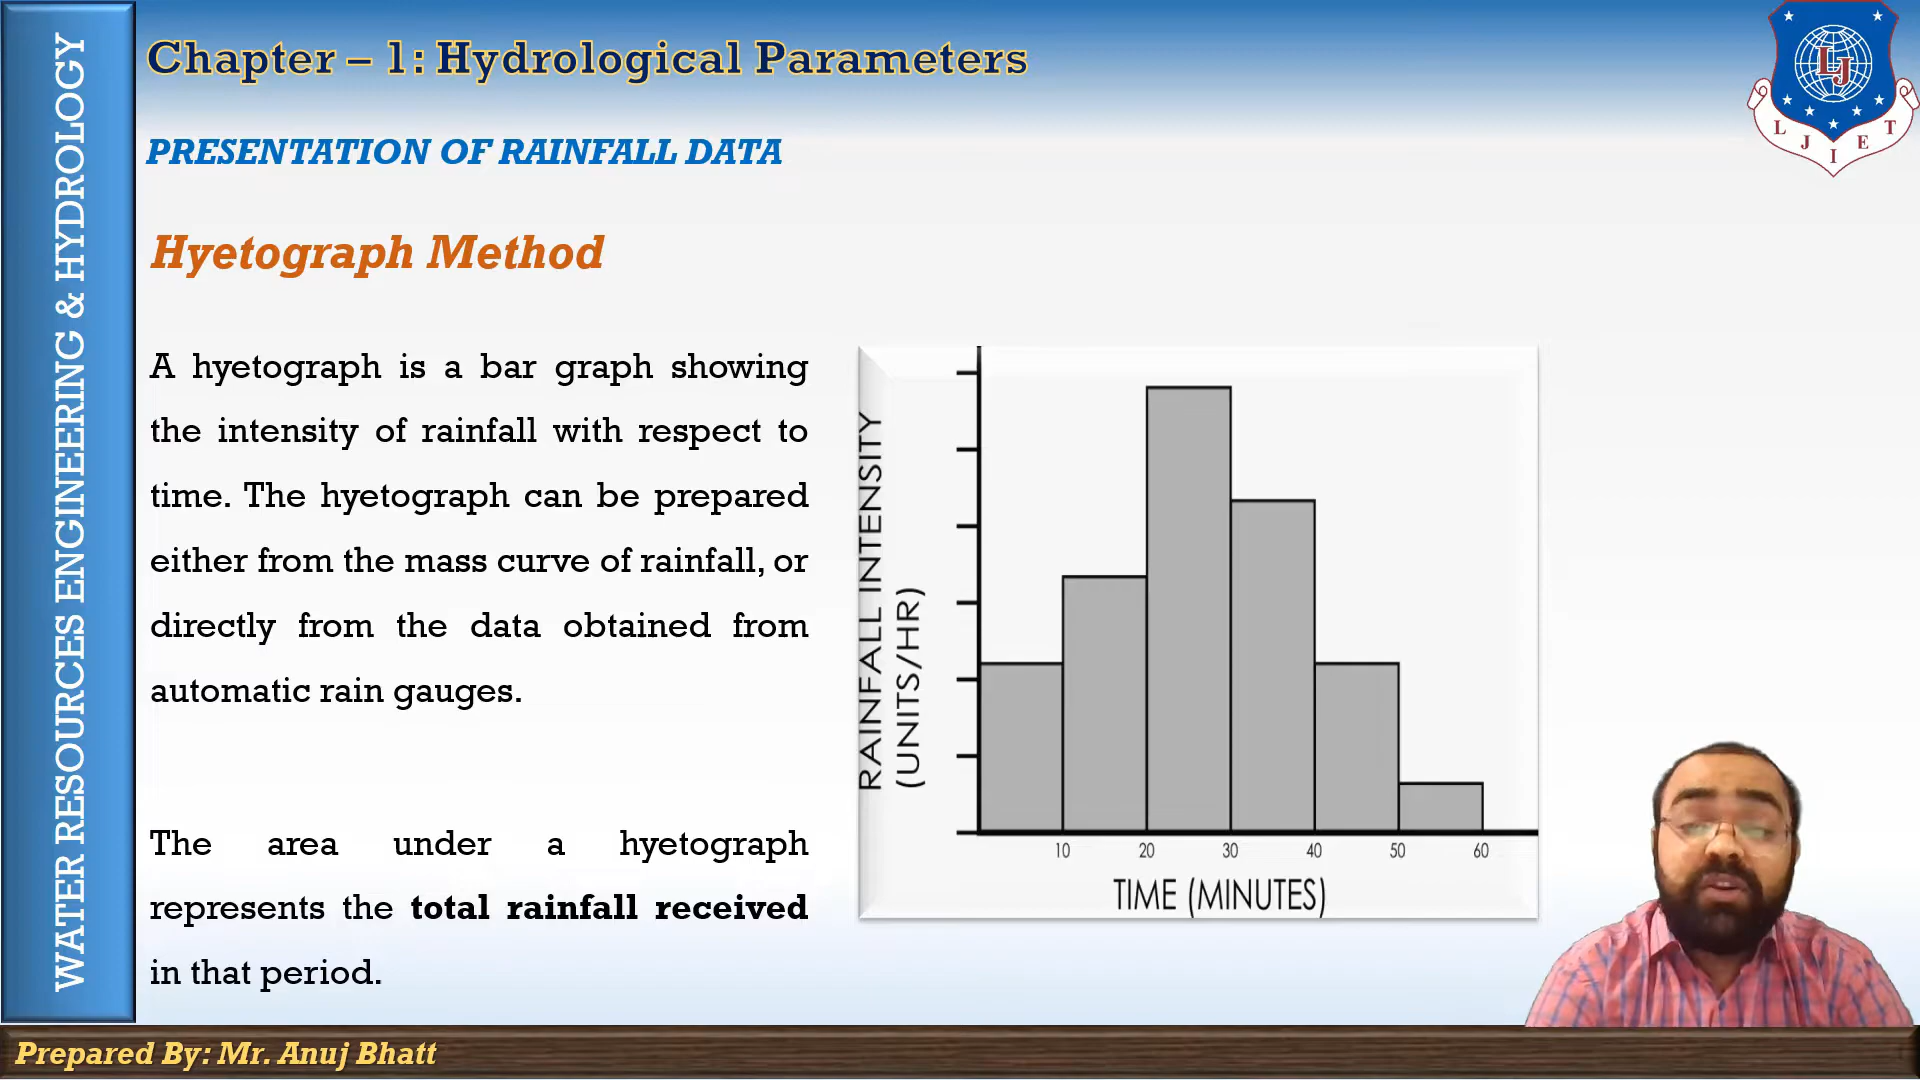 WATER RESOURCES ENGINEERING & HYDROLOGY
Chapter – 1: Hydrological Parameters
LJ
L J I E T
PRESENTATION OF RAINFALL DATA
Hyetograph Method
A hyetograph is a bar graph showing
the intensity of rainfall with respect to
time. The hyetograph can be prepared
either from the mass curve of rainfall, or
directly from the data obtained from
automatic rain gauges.
The area under a hyetograph
represents the total rainfall received
in that period.
RAINFALL INTENSITY
(UNITS/HR)
10 20 30 40 50 60
TIME (MINUTES)
Prepared By: Mr. Anuj Bhatt